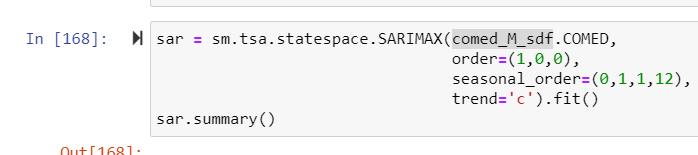 In [168]:
sar = sm.tsa.statespace.SARIMAX(comed_M_sdf.COMED,
order=(1,0,0),
seasonal_order=(0,1,1,12),
trend='c').fit()
sar.summary()
Out[168]: